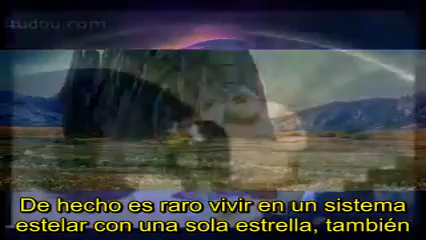 tudou.com
De hecho es raro vivir en un sistema
estelar con una sola estrella, también